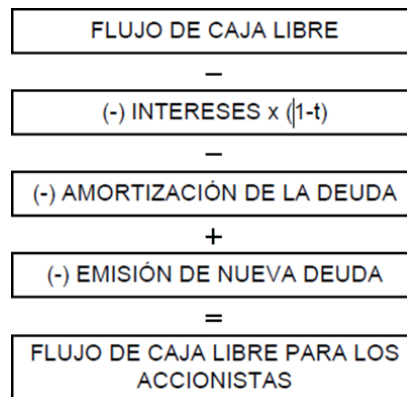 FLUJO DE CAJA LIBRE
–
(-) INTERESES x (1-t)
–
(-) AMORTIZACIÓN DE LA DEUDA
+
(-) EMISIÓN DE NUEVA DEUDA
=
FLUJO DE CAJA LIBRE PARA LOS
ACCIONISTAS